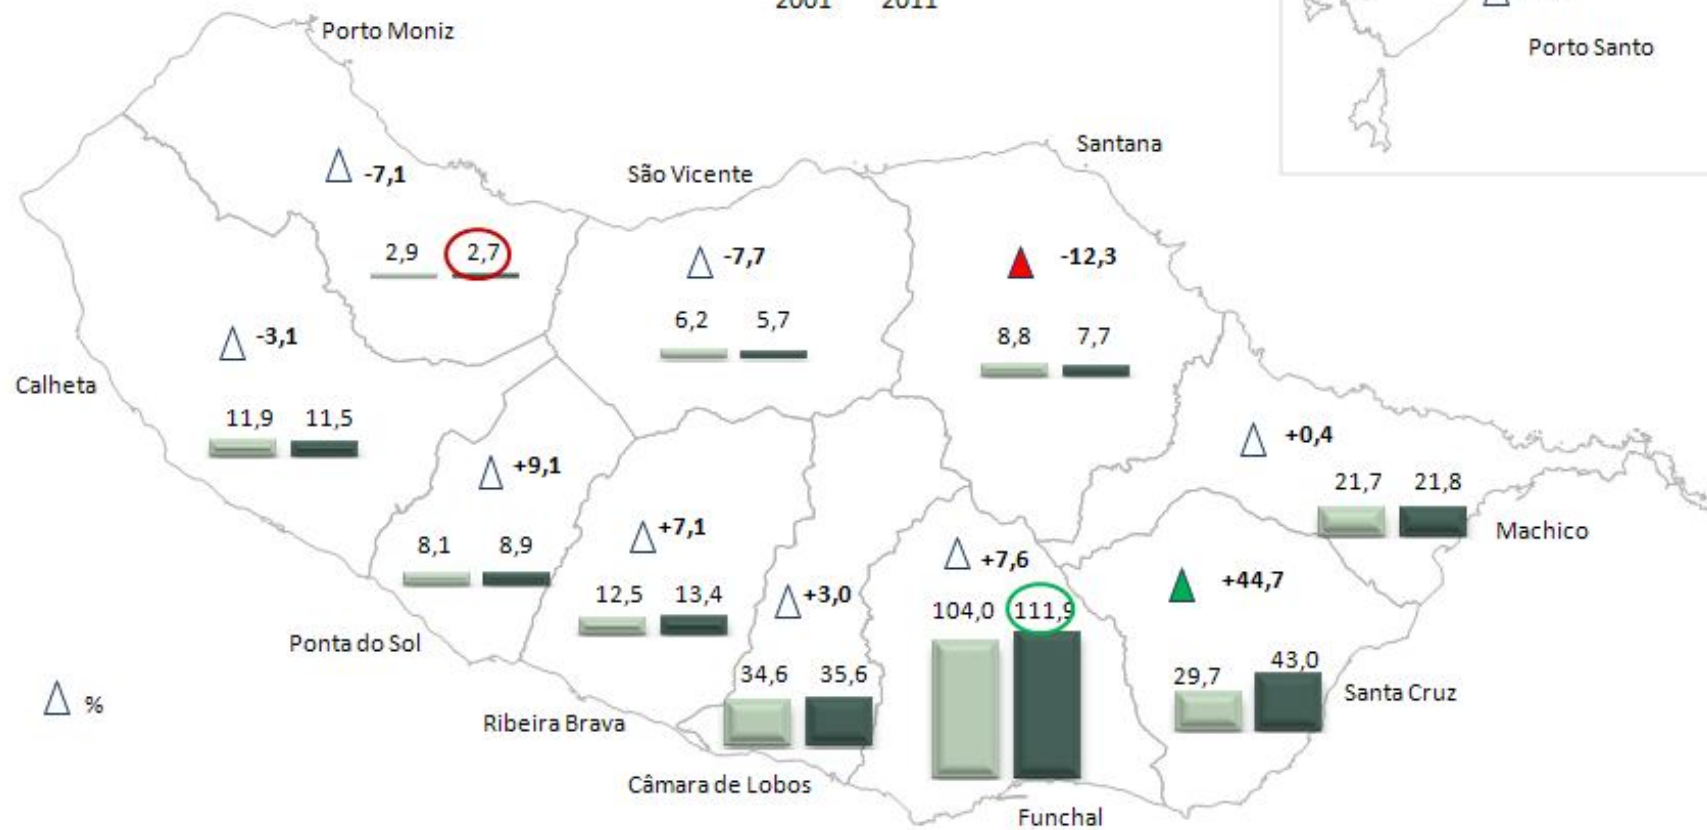 2001 2011
Porto Moniz
Porto Santo
Santana
São Vicente
-7,1
2,9 2,7
-7,7
6,2 5,7
-12,3
8,8 7,7
-3,1
Calheta
11,9 11,5
+9,1
8,1 8,9
+7,1
12,5 13,4
+3,0
34,6 35,6
+7,6
104,0 111,9
+0,4
21,7 21,8
Machico
+44,7
29,7 43,0
Santa Cruz
Ponta do Sol
%
Ribeira Brava
Câmara de Lobos
Funchal